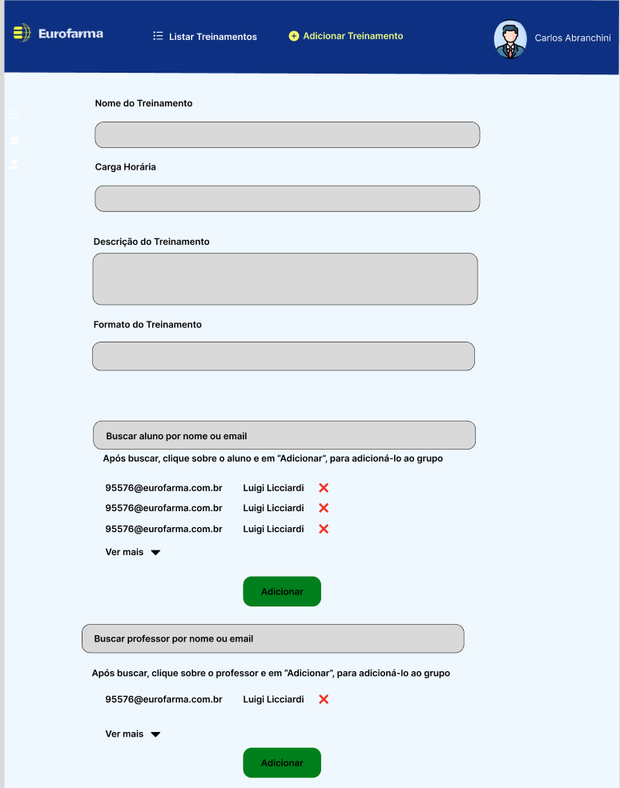 Eurofarma
Listar Treinamentos
Adicionar Treinamento
Carlos Abranchini
Nome do Treinamento
Carga Horária
Descrição do Treinamento
Formato do Treinamento
Buscar aluno por nome ou email
Após buscar, clique sobre o aluno e em "Adicionar", para adicioná-lo ao grupo
95576@eurofarma.com.br Luigi Licciardi
95576@eurofarma.com.br Luigi Licciardi
95576@eurofarma.com.br Luigi Licciardi
Ver mais
Adicionar
Buscar professor por nome ou email
Após buscar, clique sobre o professor e em "Adicionar", para adicioná-lo ao grupo
95576@eurofarma.com.br Luigi Licciardi
Ver mais
Adicionar